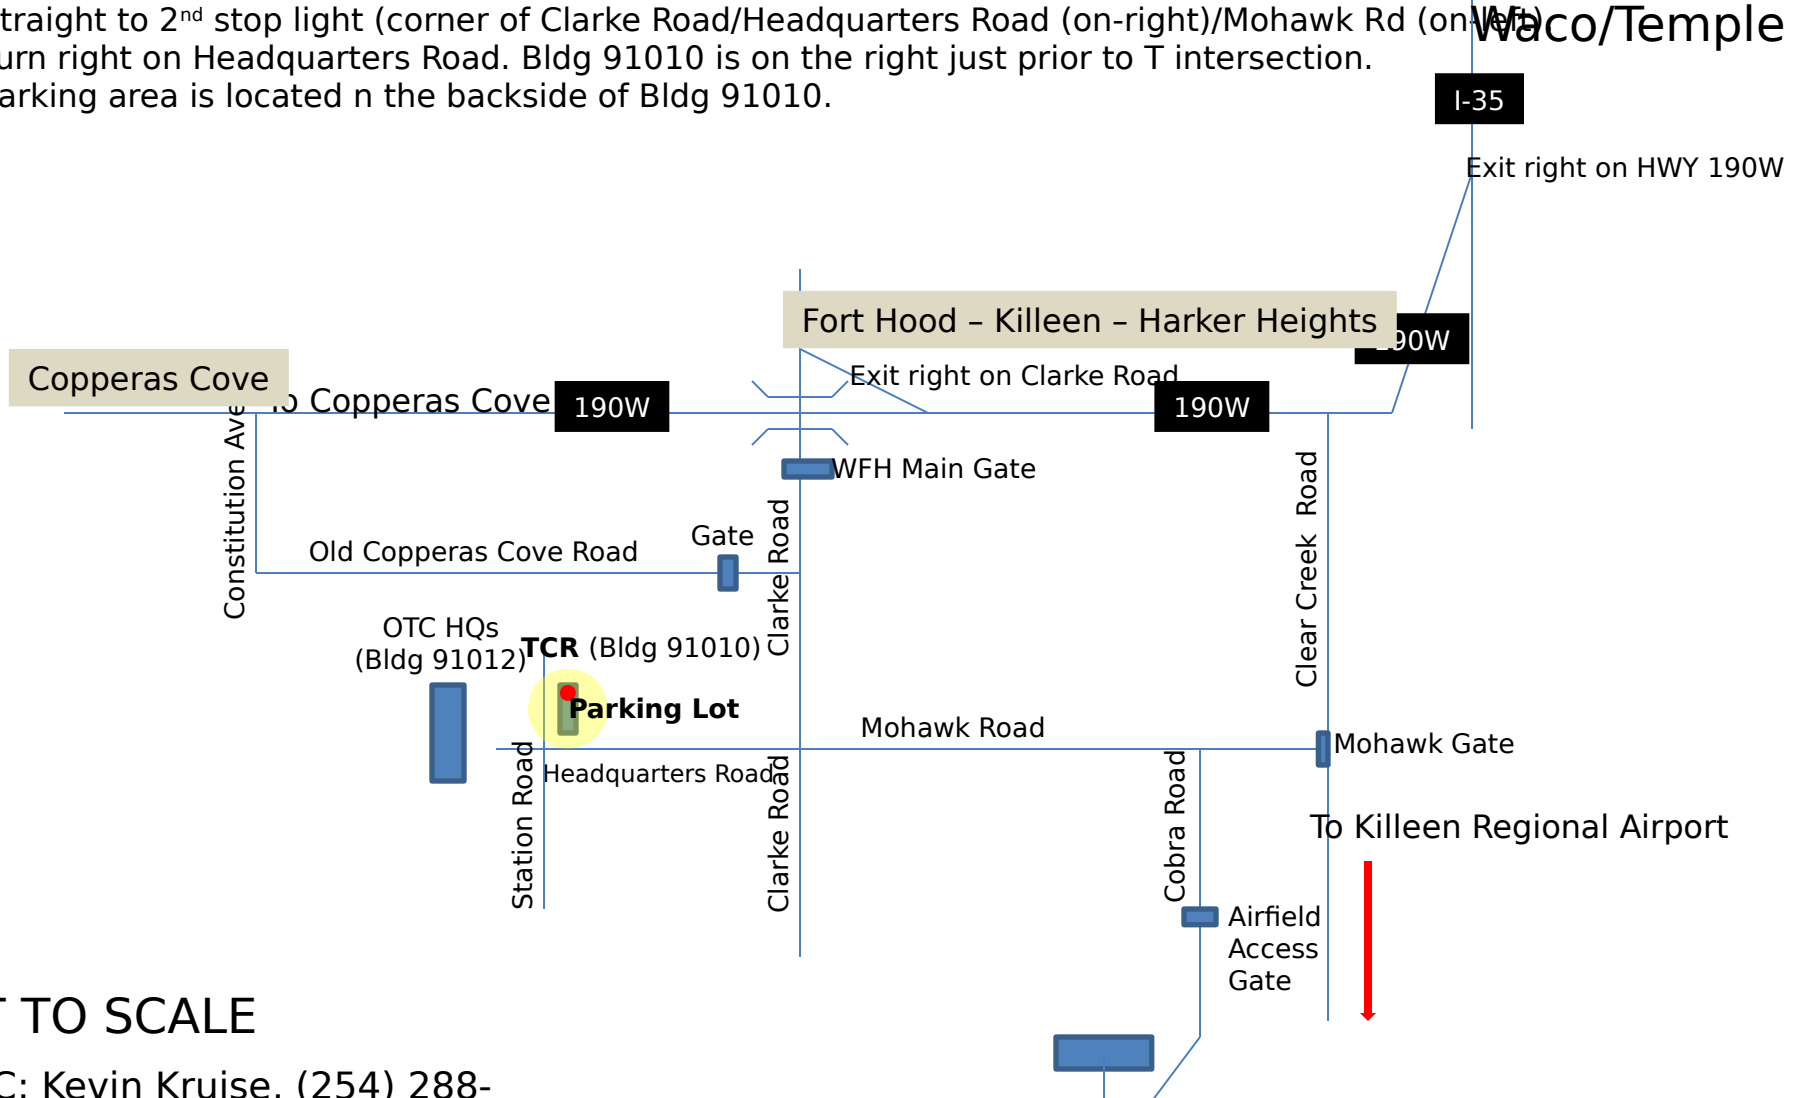 traight to 2nd stop light (corner of Clarke Road/Headquarters Road (on-right)/Mohawk Rd (on-left).
urn right on Headquarters Road. Bldg 91010 is on the right just prior to T intersection.
arking area is located n the backside of Bldg 91010.
Waco/Temple
I-35
Exit right on HWY 190W
Fort Hood – Killeen – Harker Heights
190W
Copperas Cove
To Copperas Cove
190W
Exit right on Clarke Road
190W
Constitution Ave
WFH Main Gate
Clarke Road
Clear Creek Road
Gate
Old Copperas Cove Road
OTC HQs
(Bldg 91012)
TCR (Bldg 91010)
Parking Lot
Mohawk Road
Mohawk Gate
Headquarters Road
Station Road
Clarke Road
Cobra Road
To Killeen Regional Airport
Airfield
Access
Gate
T TO SCALE
C: Kevin Kruise, (254) 288-